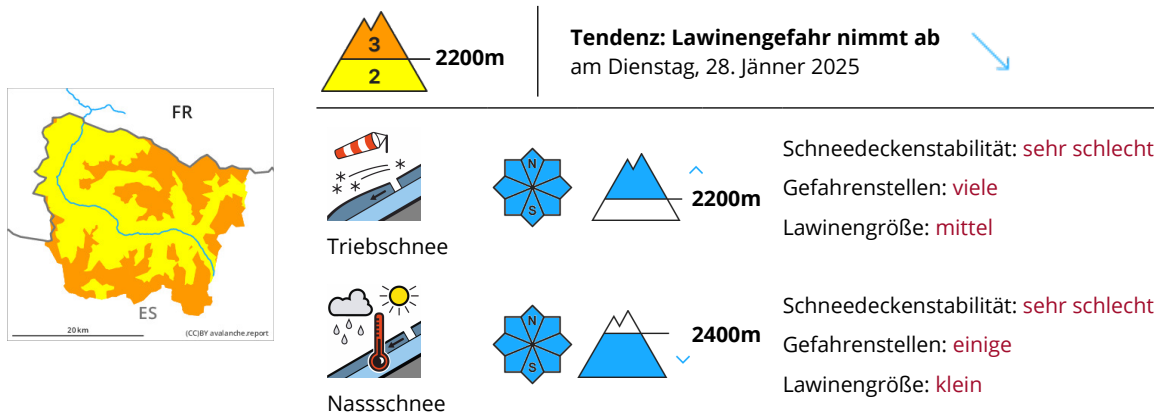 3
2
2200m
Tendenz: Lawinengefahr nimmt ab
am Dienstag, 28. Jänner 2025
FR
ES
20 km
(CC)BY avalanche.report
N
S
2200m
Triebschnee
Schneedeckenstabilität: sehr schlecht
Gefahrenstellen: viele
Lawinengröße: mittel
N
S
2400m
Nassschnee
Schneedeckenstabilität: sehr schlecht
Gefahrenstellen: einige
Lawinengröße: klein